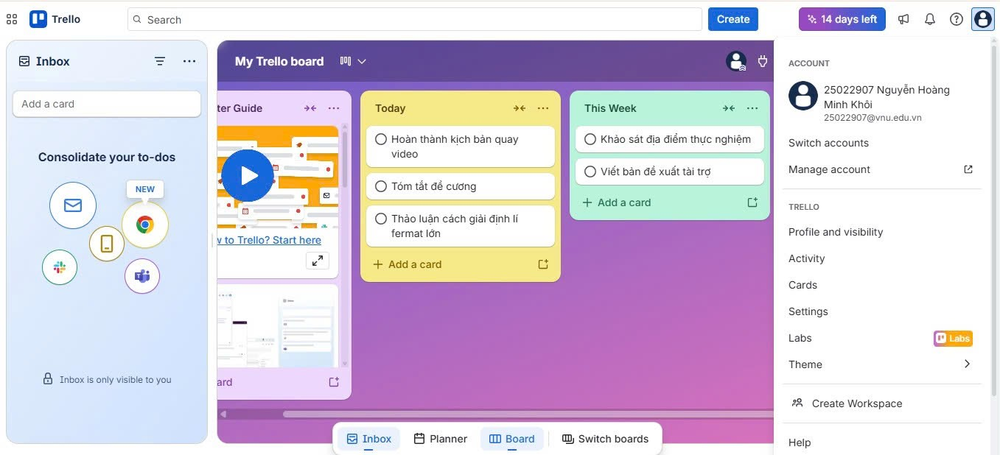 Trello
Search
Create
14 days left
Inbox
Add a card
Consolidate your to-dos
NEW
Inbox is only visible to you
My Trello board
ter Guide
w to Trello? Start here
ard
Today
Hoàn thành kịch bản quay
video
Tóm tắt đề cương
Thảo luận cách giải định lí
fermat lớn
Add a card
This Week
Khảo sát địa điểm thực nghiệm
Viết bản đề xuất tài trợ
Add a card
Inbox
Planner
Board
Switch boards
ACCOUNT
25022907 Nguyễn Hoàng
Minh Khôi
25022907@vnu.edu.vn
Switch accounts
Manage account
TRELLO
Profile and visibility
Activity
Cards
Settings
Labs
Labs
Theme
Create Workspace
Help